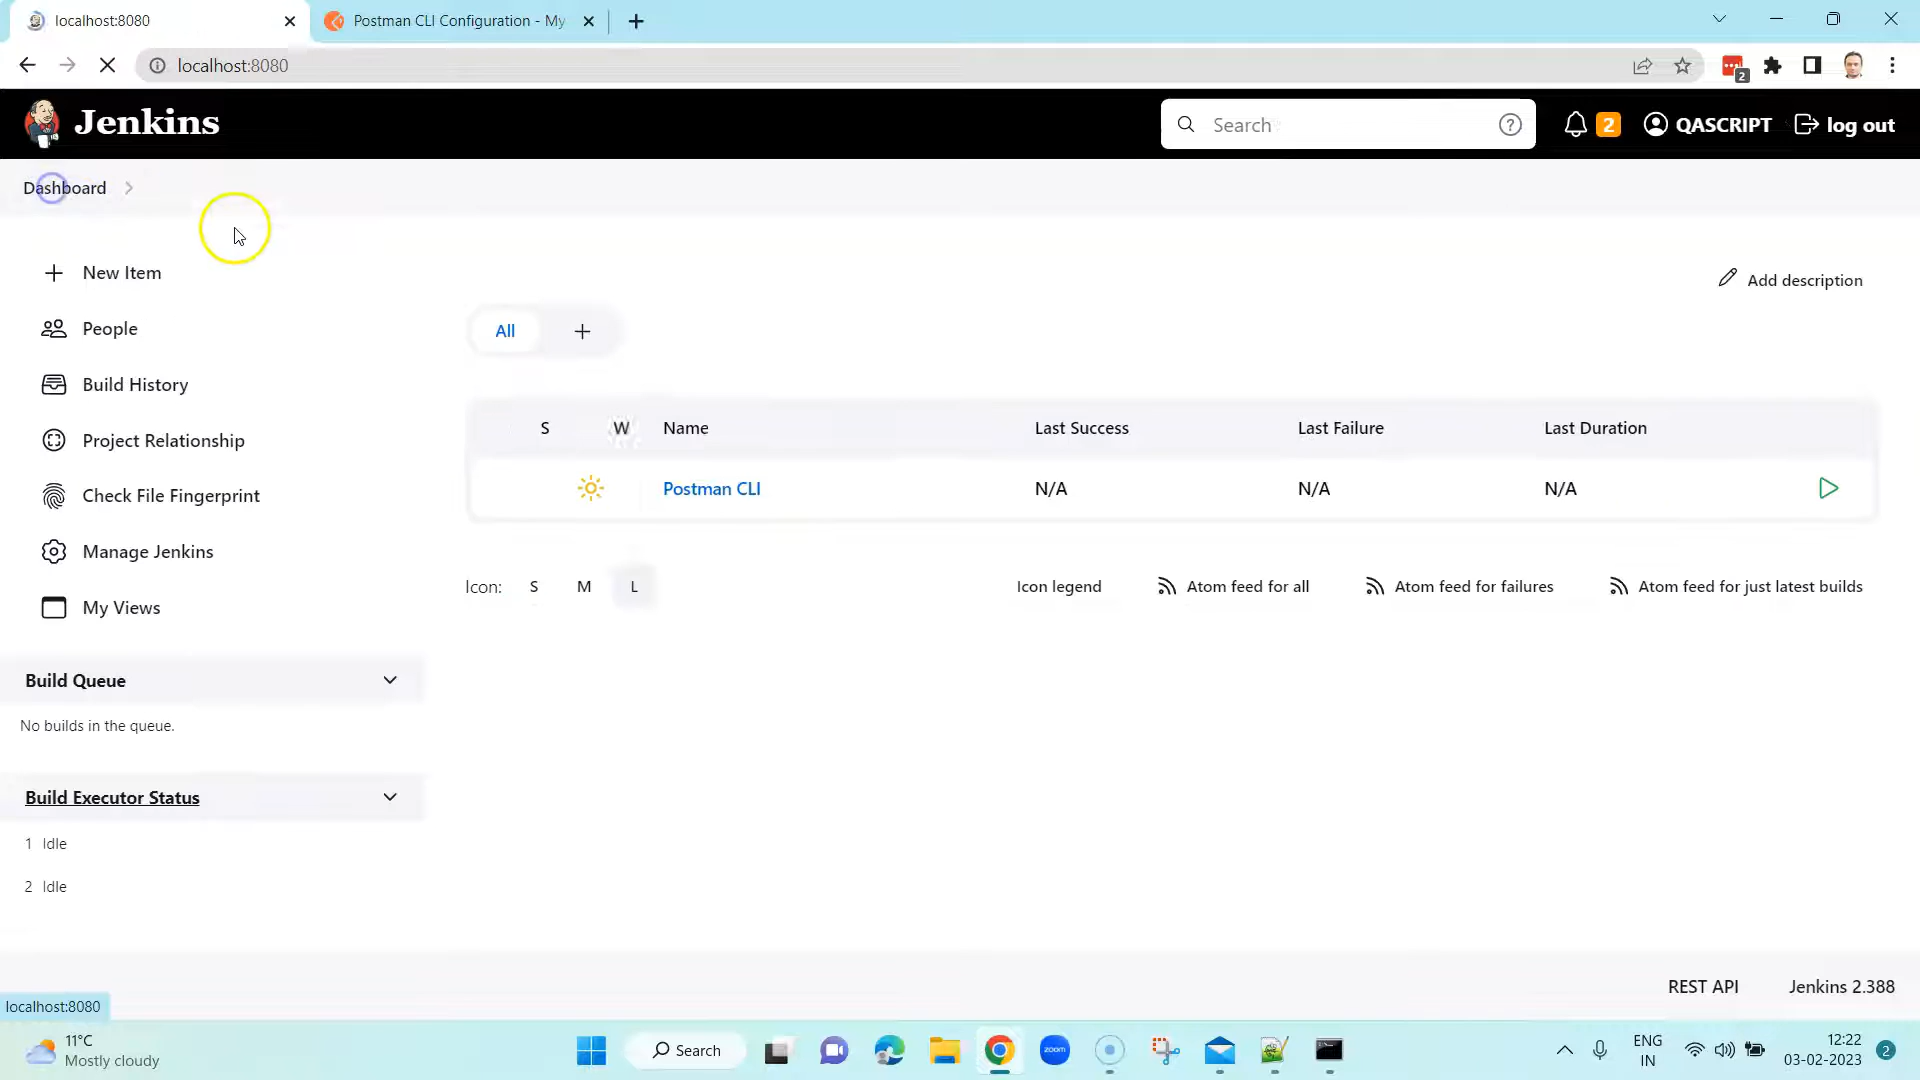 localhost:8080
Postman CLI Configuration - My
localhost:8080
2
Jenkins
Search
2
QASCRIPT
log out
Dashboard
New Item
Add description
People
All
Build History
S W Name Last Success Last Failure Last Duration
Project Relationship
Postman CLI N/A N/A N/A
Check File Fingerprint
Manage Jenkins
Icon: S M L
Icon legend
Atom feed for all
Atom feed for failures
Atom feed for just latest builds
My Views
Build Queue
No builds in the queue.
Build Executor Status
1 Idle
2 Idle
REST API
Jenkins 2.388
localhost:8080
11°C
Mostly cloudy
Search
zoom
ENG
IN
12:22
03-02-2023
2